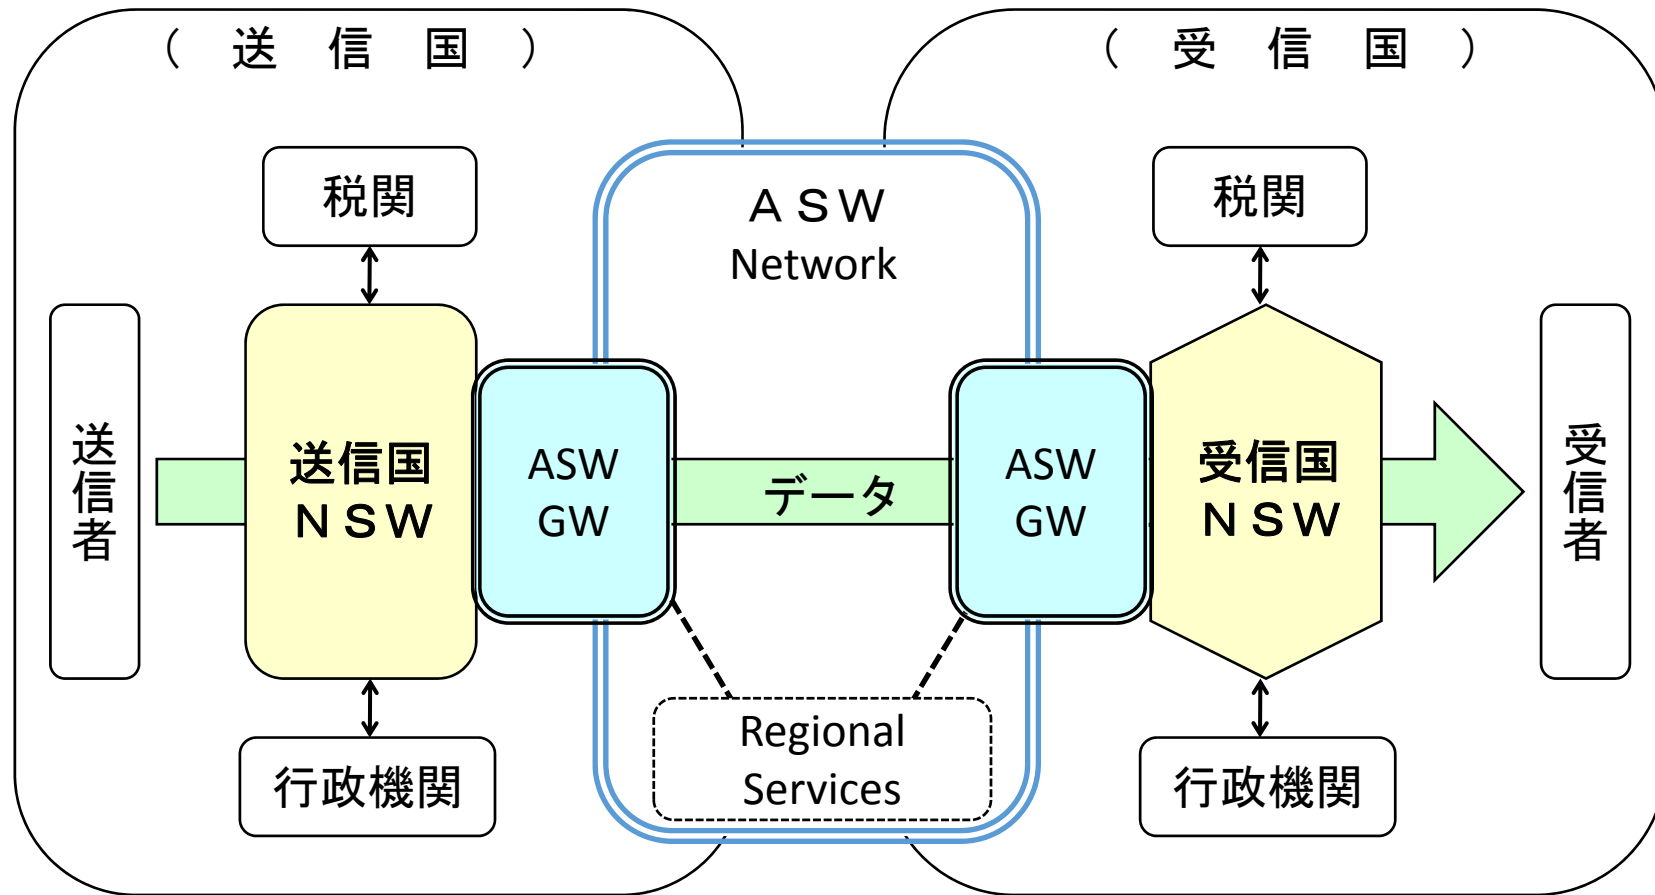 （　送　信　国　）
（　受　信　国　）
税関
ＡＳＷ
Network
税関
送信者
送信国
ＮＳＷ
ASW
GW
データ
ASW
GW
受信国
ＮＳＷ
受信者
Regional
Services
行政機関
行政機関